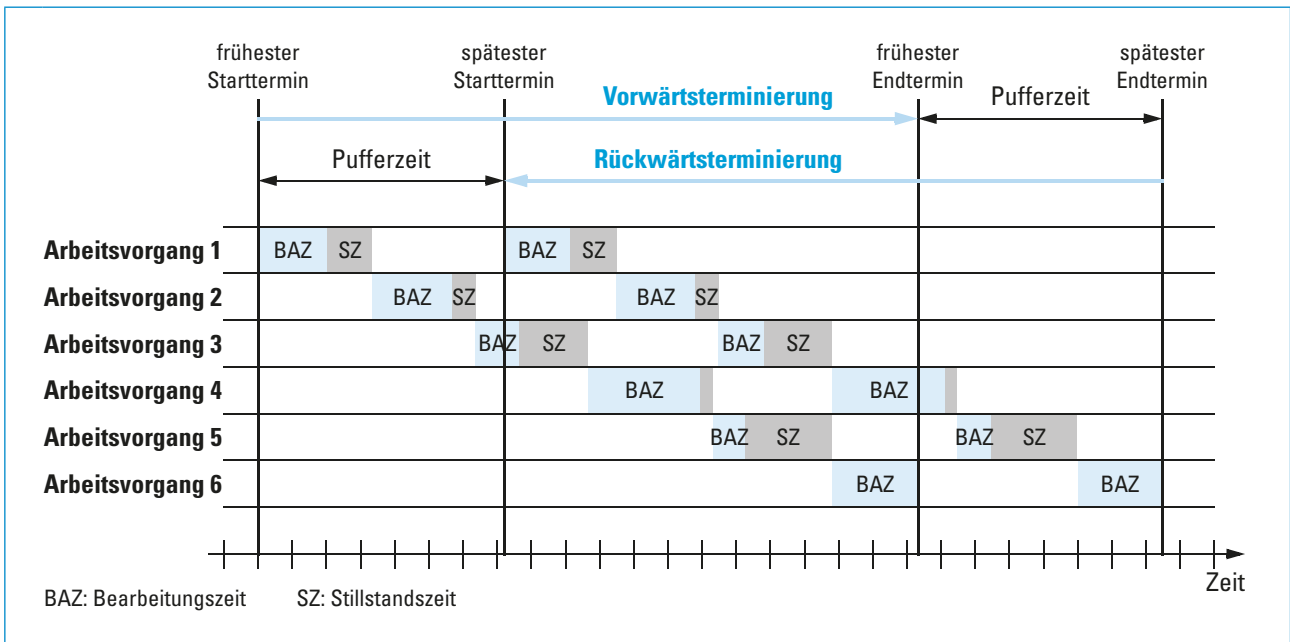 frühester
Starttermin
spätester
Starttermin
frühester
Endtermin
spätester
Endtermin
Vorwärtsterminierung
Pufferzeit
Pufferzeit
Rückwärtsterminierung
Arbeitsvorgang 1 BAZ SZ BAZ SZ
Arbeitsvorgang 2 BAZ SZ BAZ SZ
Arbeitsvorgang 3 BAZ SZ BAZ SZ
Arbeitsvorgang 4 BAZ BAZ
Arbeitsvorgang 5 BAZ SZ BAZ SZ
Arbeitsvorgang 6 BAZ BAZ
Zeit
BAZ: Bearbeitungszeit SZ: Stillstandszeit